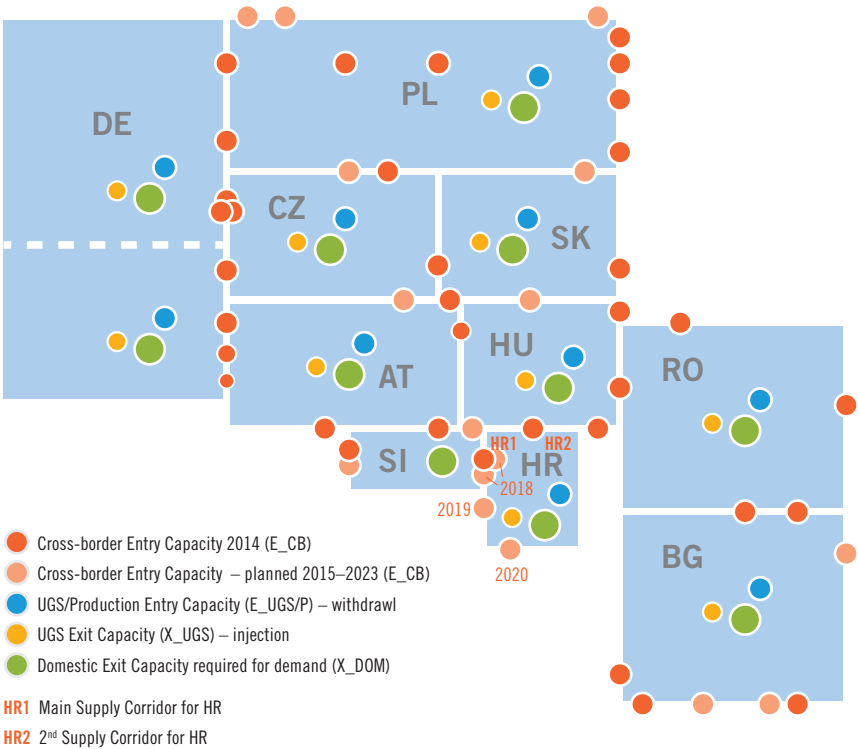 PL
DE
CZ
SK
HU
RO
AT
HR1 HR2
SI
HR
2018
2019
BG
2020
Cross-border Entry Capacity 2014 (E_CB)
Cross-border Entry Capacity – planned 2015–2023 (E_CB)
UGS/Production Entry Capacity (E_UGS/P) – withdrawl
UGS Exit Capacity (X_UGS) – injection
Domestic Exit Capacity required for demand (X_DOM)
HR1 Main Supply Corridor for HR
HR2 2nd Supply Corridor for HR